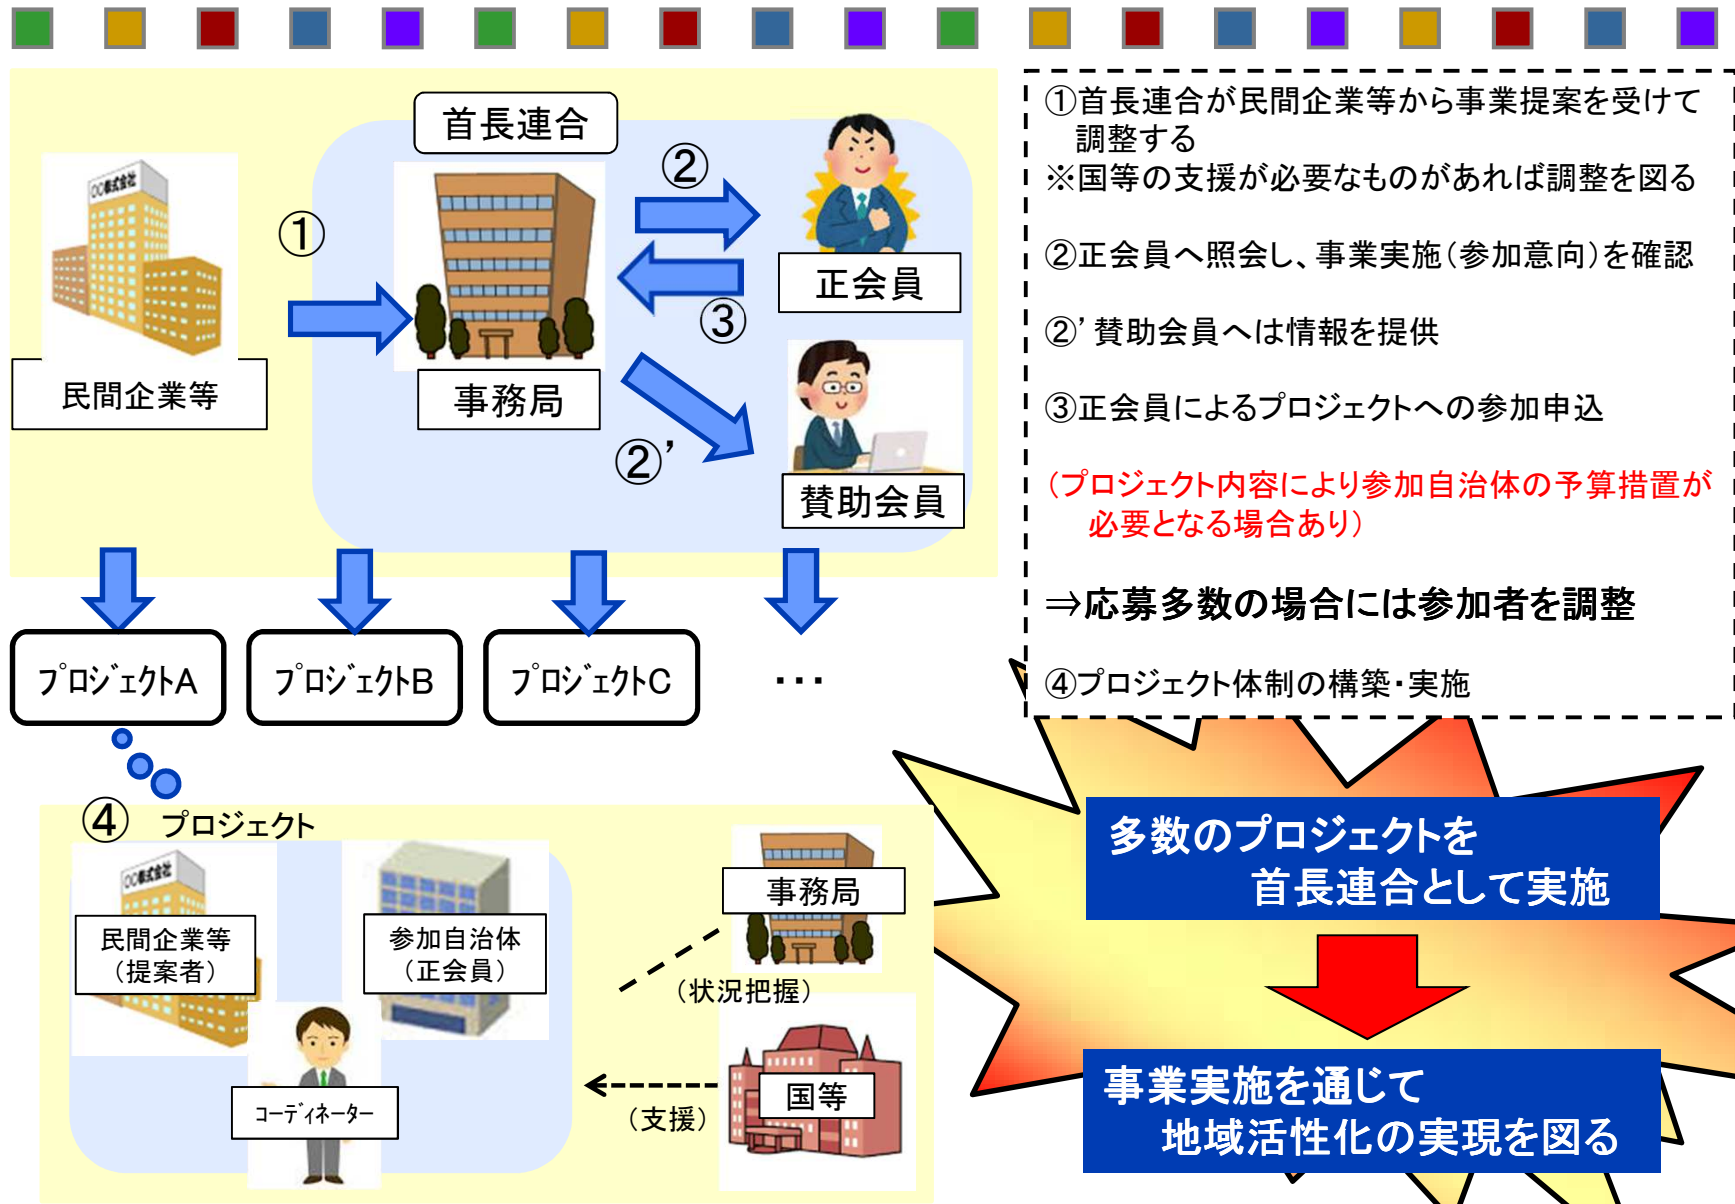 首長連合
〇〇株式会社
①
②
③
②’
民間企業等
事務局
正会員
賛助会員
プロジェクトA
プロジェクトB
プロジェクトC
・・・
①首長連合が民間企業等から事業提案を受けて
調整する
※国等の支援が必要なものがあれば調整を図る
②正会員へ照会し、事業実施(参加意向)を確認
②’賛助会員へは情報を提供
③正会員によるプロジェクトへの参加申込
(プロジェクト内容により参加自治体の予算措置が
必要となる場合あり)
⇒応募多数の場合には参加者を調整
④プロジェクト体制の構築・実施
④ プロジェクト
〇〇株式会社
民間企業等
(提案者)
参加自治体
(正会員)
コーディネーター
事務局
(状況把握)
国等
(支援)
多数のプロジェクトを
首長連合として実施
事業実施を通じて
地域活性化の実現を図る